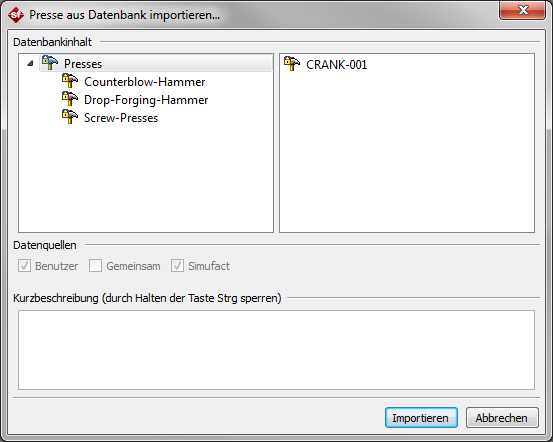 Presse aus Datenbank importieren...
Datenbankinhalt
Presses
Counterblow-Hammer
Drop-Forging-Hammer
Screw-Presses
CRANK-001
Datenquellen
Benutzer Gemeinsam Simufact
Kurzbeschreibung (durch Halten der Taste Strg sperren)
Importieren Abbrechen